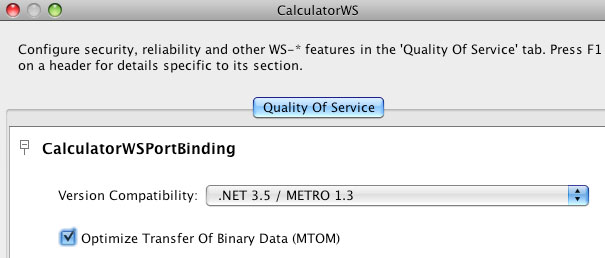 CalculatorWS
Configure security, reliability and other WS-* features in the 'Quality Of Service' tab. Press F1
on a header for details specific to its section.
Quality Of Service
CalculatorWSPortBinding
Version Compatibility: .NET 3.5 / METRO 1.3
Optimize Transfer Of Binary Data (MTOM)